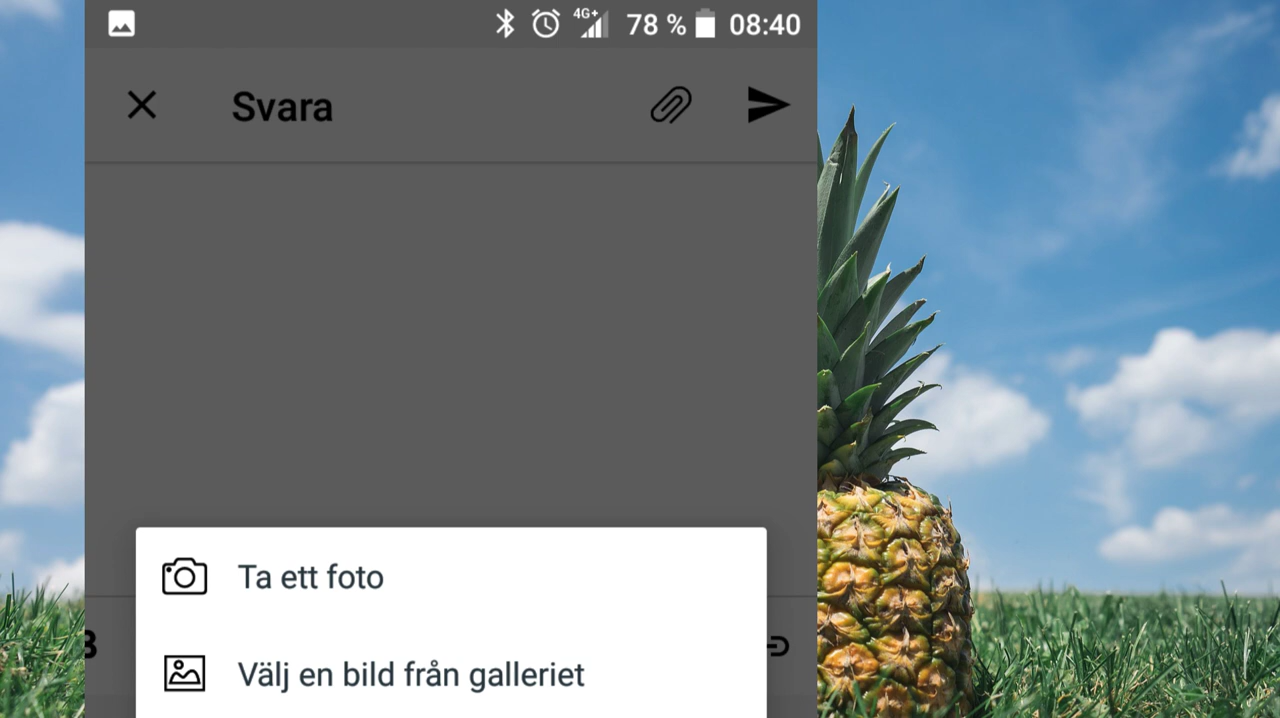 4G+ 78 % 08:40
Svara
Ta ett foto
B
Välj en bild från galleriet